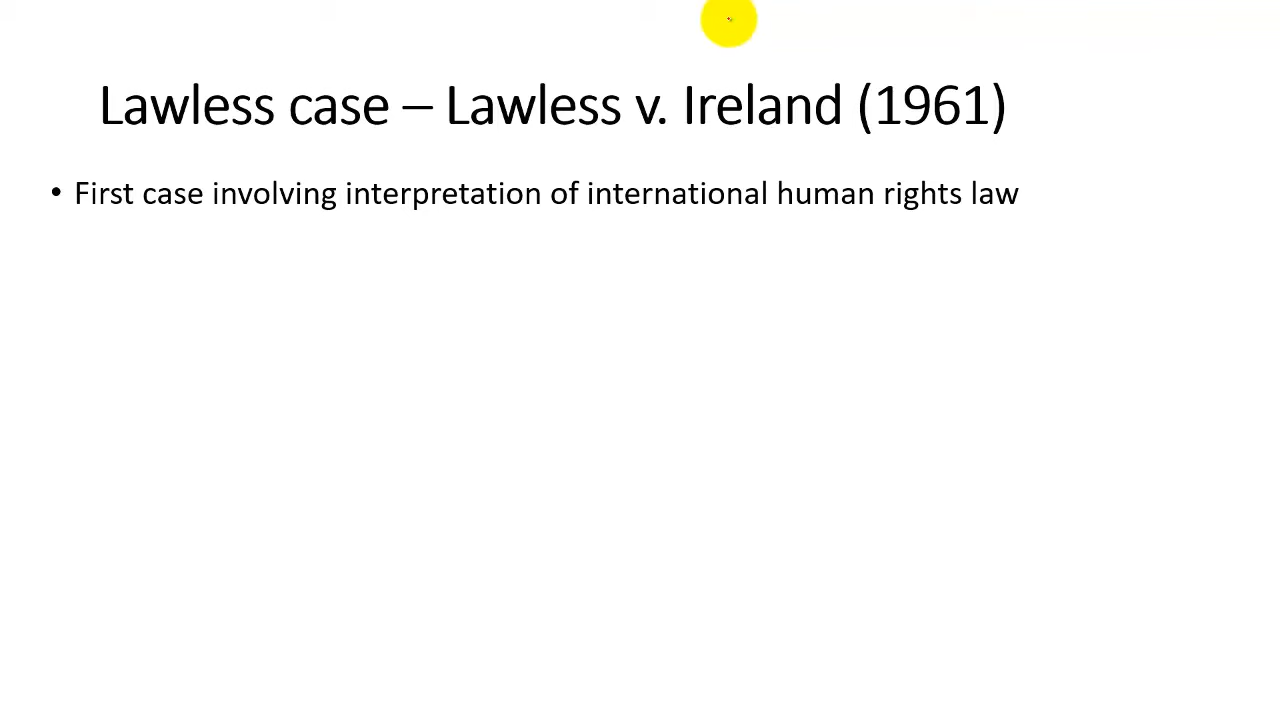 Lawless case – Lawless v. Ireland (1961)
• First case involving interpretation of international human rights law